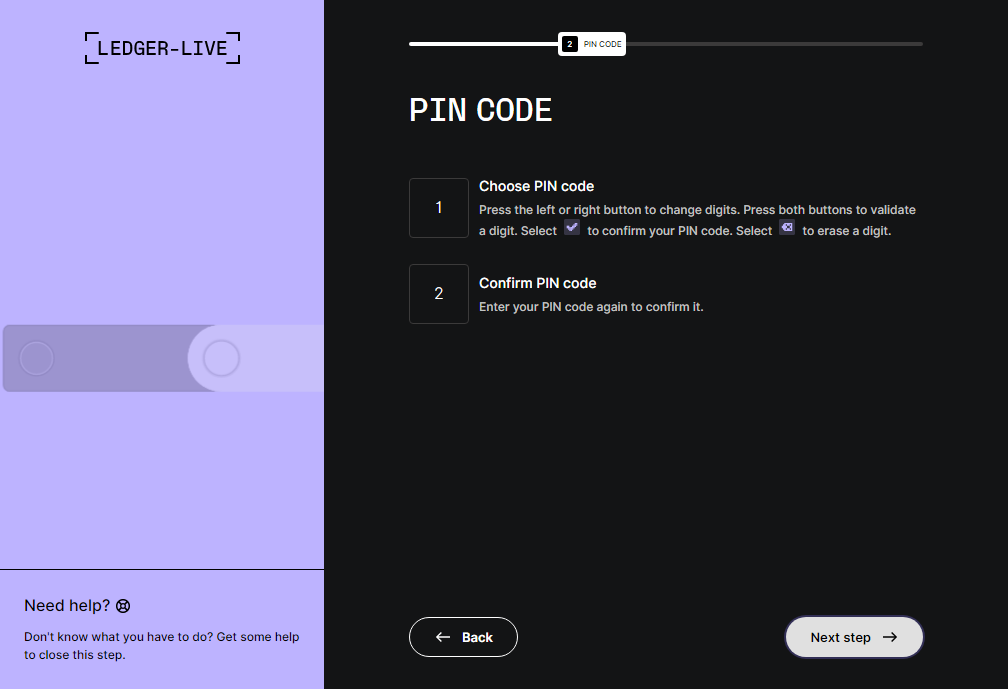 LEDGER-LIVE
2 PIN CODE
PIN CODE
1
Choose PIN code
Press the left or right button to change digits. Press both buttons to validate
a digit. Select to confirm your PIN code. Select to erase a digit.
2
Confirm PIN code
Enter your PIN code again to confirm it.
Need help?
Don't know what you have to do? Get some help
to close this step.
Back
Next step